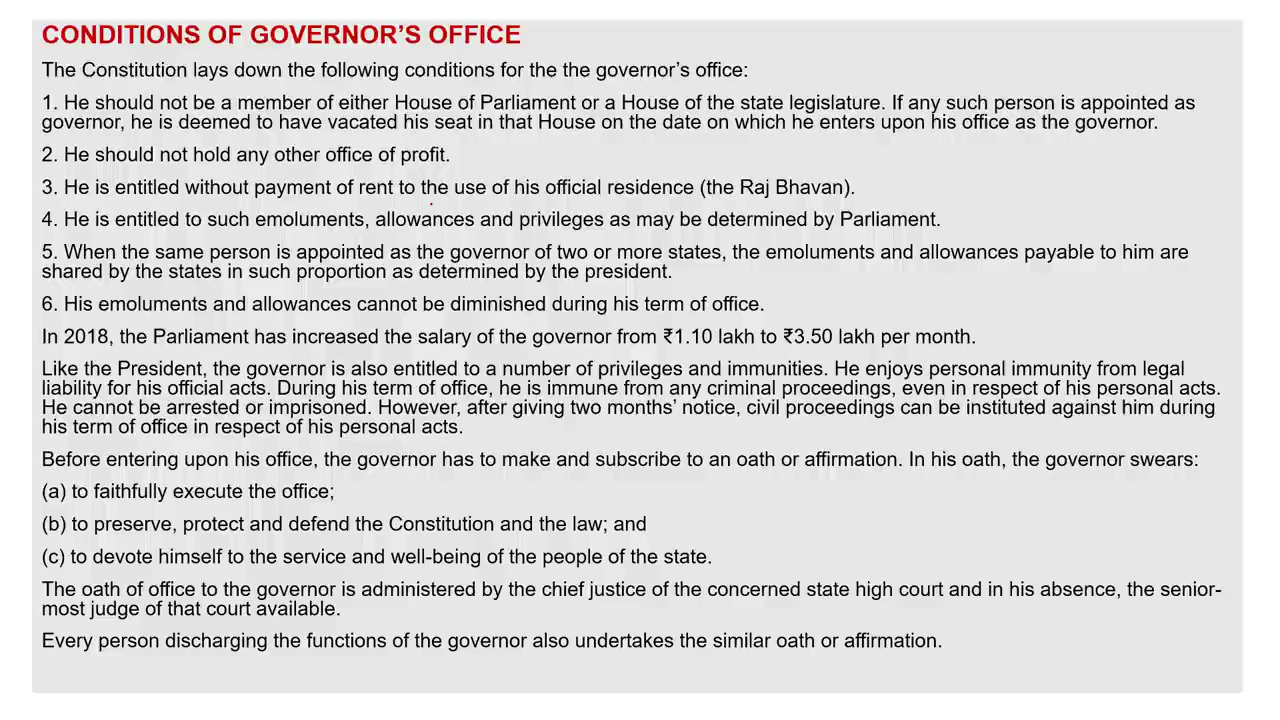 CONDITIONS OF GOVERNOR’S OFFICE
The Constitution lays down the following conditions for the the governor’s office:
1. He should not be a member of either House of Parliament or a House of the state legislature. If any such person is appointed as
governor, he is deemed to have vacated his seat in that House on the date on which he enters upon his office as the governor.
2. He should not hold any other office of profit.
3. He is entitled without payment of rent to the use of his official residence (the Raj Bhavan).
4. He is entitled to such emoluments, allowances and privileges as may be determined by Parliament.
5. When the same person is appointed as the governor of two or more states, the emoluments and allowances payable to him are
shared by the states in such proportion as determined by the president.
6. His emoluments and allowances cannot be diminished during his term of office.
In 2018, the Parliament has increased the salary of the governor from ₹1.10 lakh to ₹3.50 lakh per month.
Like the President, the governor is also entitled to a number of privileges and immunities. He enjoys personal immunity from legal
liability for his official acts. During his term of office, he is immune from any criminal proceedings, even in respect of his personal acts.
He cannot be arrested or imprisoned. However, after giving two months’ notice, civil proceedings can be instituted against him during
his term of office in respect of his personal acts.
Before entering upon his office, the governor has to make and subscribe to an oath or affirmation. In his oath, the governor swears:
(a) to faithfully execute the office;
(b) to preserve, protect and defend the Constitution and the law; and
(c) to devote himself to the service and well-being of the people of the state.
The oath of office to the governor is administered by the chief justice of the concerned state high court and in his absence, the senior-
most judge of that court available.
Every person discharging the functions of the governor also undertakes the similar oath or affirmation.